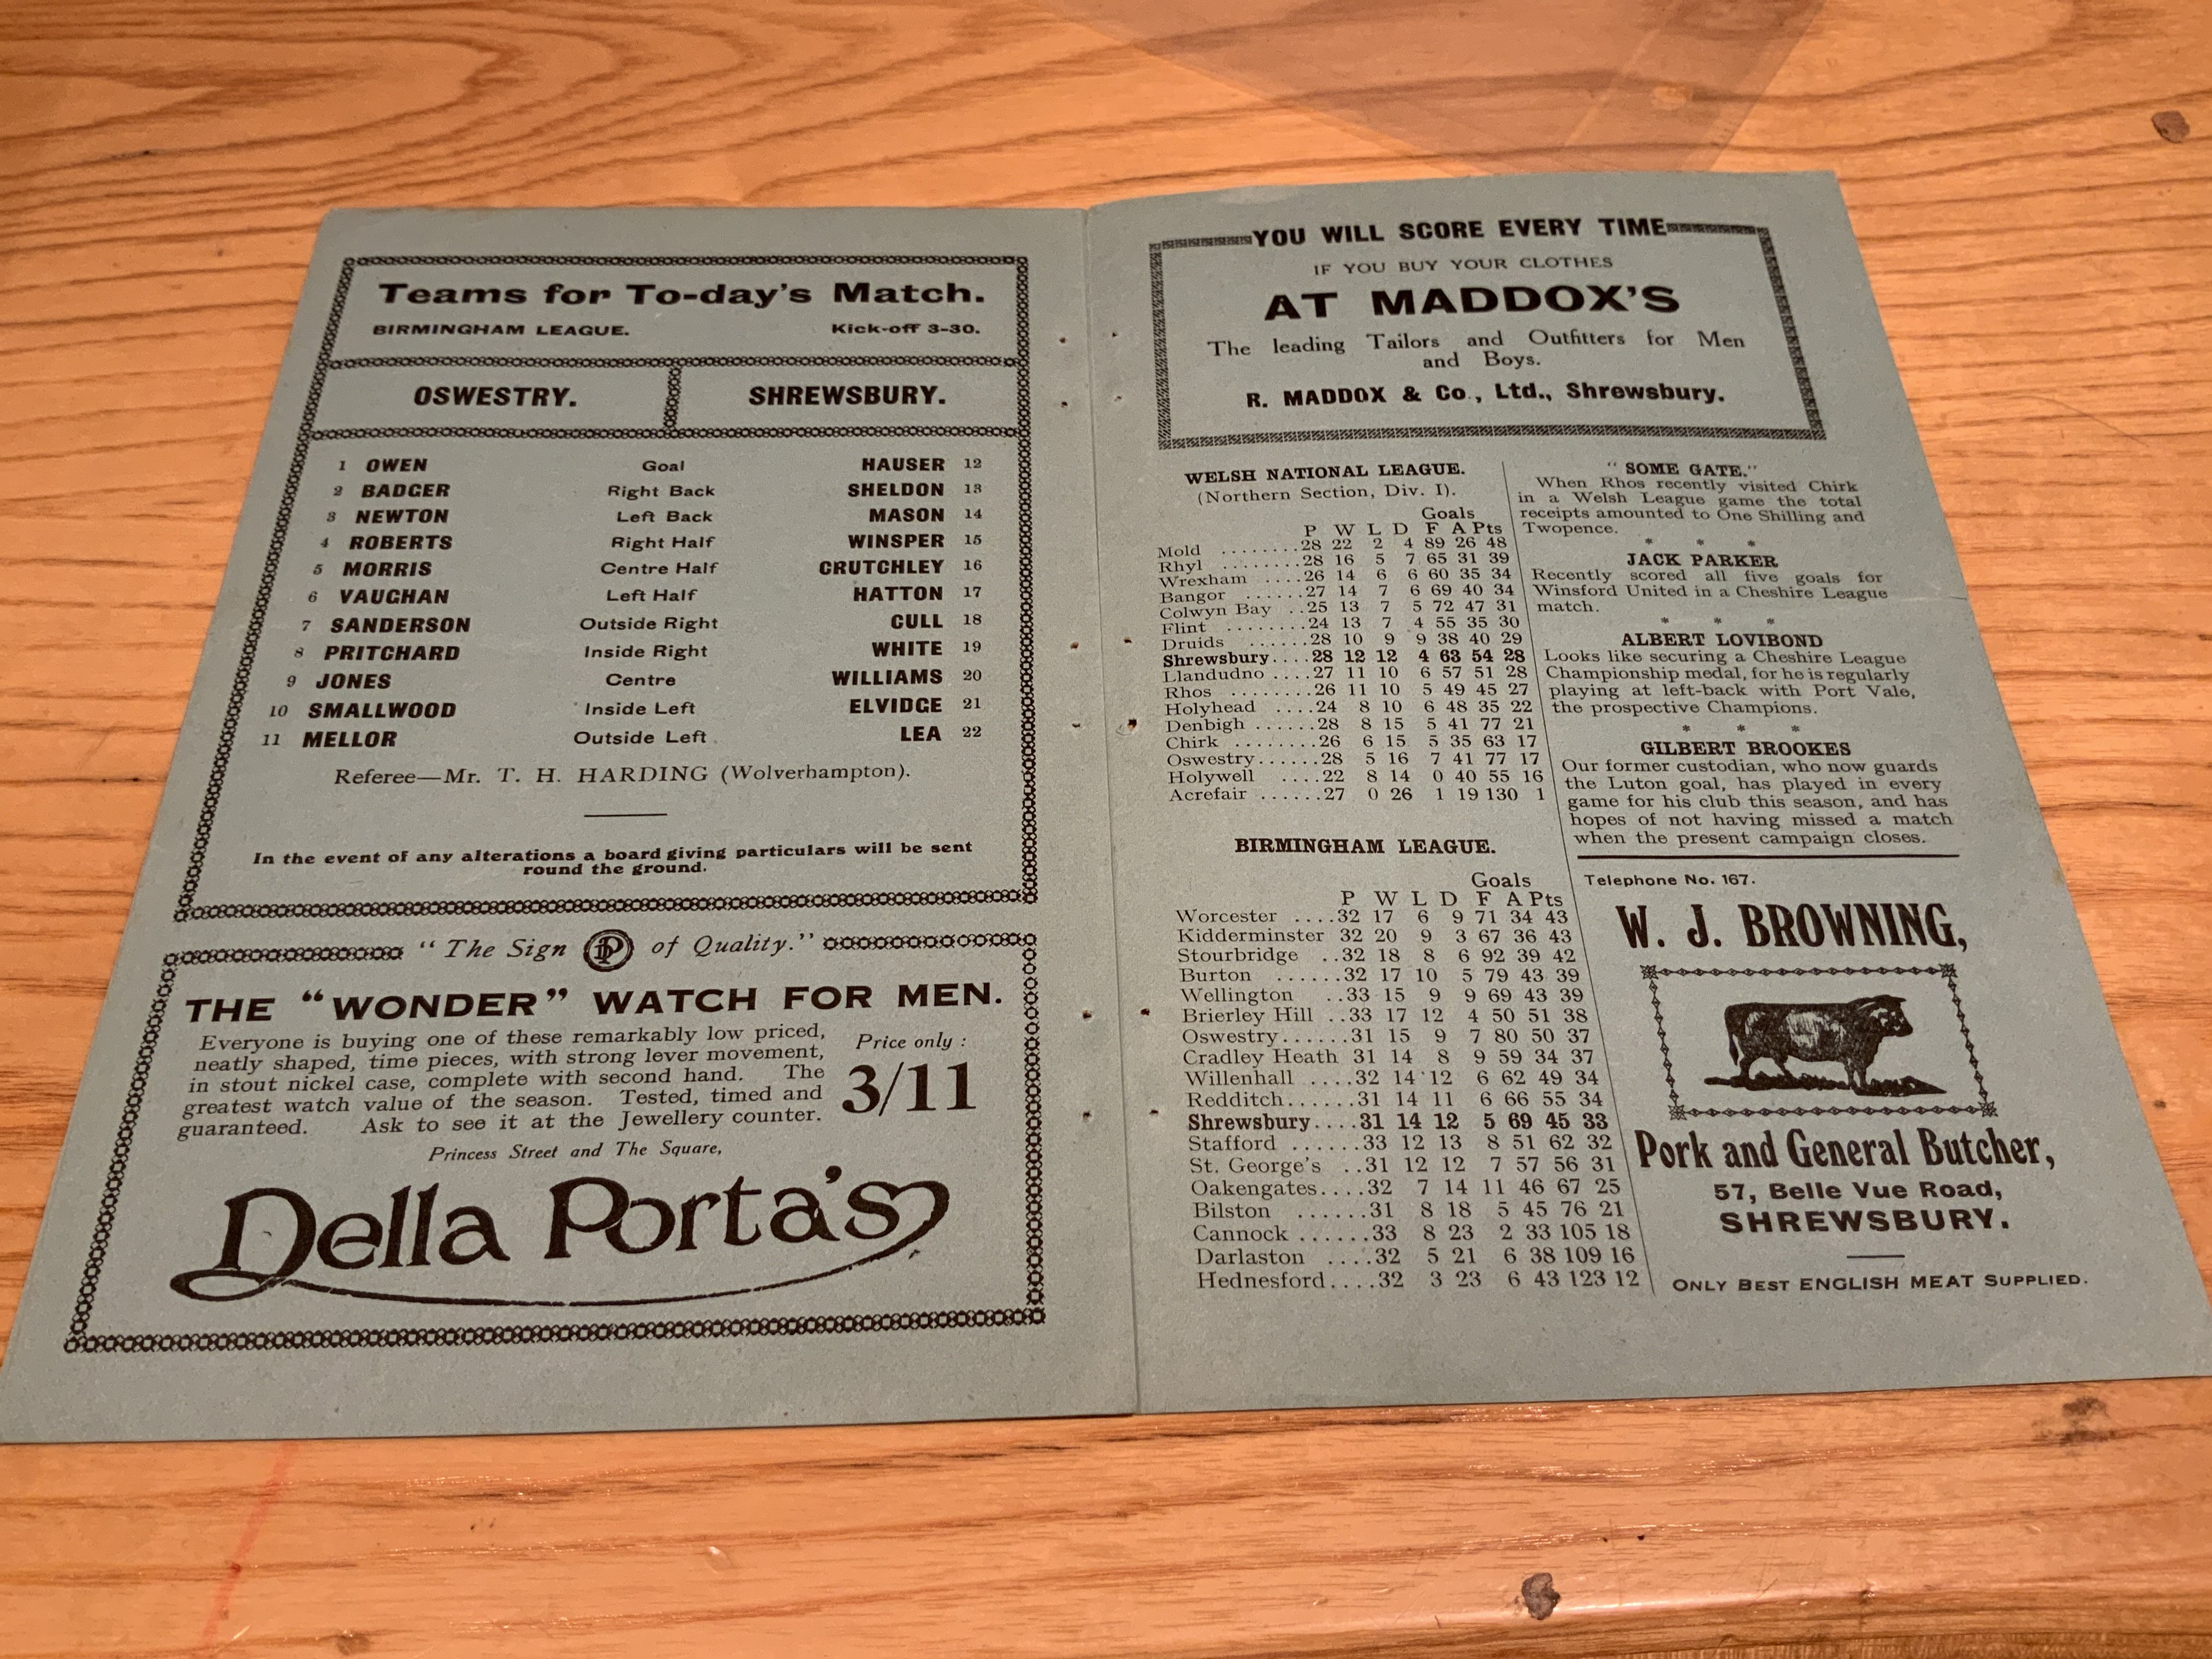 Teams for To-day's Match.
BIRMINGHAM LEAGUE. Kick-off 3-30.
OSWESTRY. SHREWSBURY.
1 OWEN Goal HAUSER 12
2 BADGER Right Back SHELDON 13
3 NEWTON Left Back MASON 14
4 ROBERTS Right Half WINSPER 15
5 MORRIS Centre Half CRUTCHLEY 16
6 VAUGHAN Left Half HATTON 17
7 SANDERSON Outside Right CULL 18
8 PRITCHARD Inside Right WHITE 19
9 JONES Centre WILLIAMS 20
10 SMALLWOOD Inside Left ELVIDGE 21
11 MELLOR Outside Left LEA 22
Referee—Mr. T. H. HARDING (Wolverhampton).
In the event of any alterations a board giving particulars will be sent
round the ground.
"The Sign DP of Quality."
THE "WONDER" WATCH FOR MEN.
Everyone is buying one of these remarkably low priced,
neatly shaped, time pieces, with strong lever movement,
in stout nickel case, complete with second hand. The
greatest watch value of the season. Tested, timed and
guaranteed. Ask to see it at the Jewellery counter.
Price only :
3/11
Princess Street and The Square,
Della Porta's
YOU WILL SCORE EVERY TIME
IF YOU BUY YOUR CLOTHES
AT MADDOX'S
The leading Tailors and Outfitters for Men
and Boys.
R. MADDOX & Co., Ltd., Shrewsbury.
WELSH NATIONAL LEAGUE.
(Northern Section, Div. I).
Goals
P W L D F A Pts
Mold ........28 22 2 4 89 26 48
Rhyl ........28 16 5 7 65 31 39
Wrexham ....26 14 6 6 60 35 34
Bangor ......27 14 7 6 69 40 34
Colwyn Bay ..25 13 7 5 72 47 31
Flint ........24 13 7 4 55 35 30
Druids ......28 10 9 9 38 40 29
Shrewsbury....28 12 12 4 63 54 28
Llandudno ....27 11 10 6 57 51 28
Rhos ........26 11 10 5 49 45 27
Holyhead ....24 8 10 6 48 35 22
Denbigh ......28 8 15 5 41 77 21
Chirk ........26 6 15 5 35 63 17
Oswestry......28 5 16 7 41 77 17
Holywell ....22 8 14 0 40 55 16
Acrefair ......27 0 26 1 19 130 1
BIRMINGHAM LEAGUE.
Goals
P W L D F A Pts
Worcester ....32 17 6 9 71 34 43
Kidderminster 32 20 9 3 67 36 43
Stourbridge ..32 18 8 6 92 39 42
Burton ......32 17 10 5 79 43 39
Wellington ..33 15 9 9 69 43 39
Brierley Hill ..33 17 12 4 50 51 38
Oswestry......31 15 9 7 80 50 37
Cradley Heath 31 14 8 9 59 34 37
Willenhall ....32 14 12 6 62 49 34
Redditch......31 14 11 6 66 55 34
Shrewsbury....31 14 12 5 69 45 33
Stafford ......33 12 13 8 51 62 32
St. George's ..31 12 12 7 57 56 31
Oakengates....32 7 14 11 46 67 25
Bilston ......31 8 18 5 45 76 21
Cannock ......33 8 23 2 33 105 18
Darlaston ....32 5 21 6 38 109 16
Hednesford....32 3 23 6 43 123 12
"SOME GATE."
When Rhos recently visited Chirk
in a Welsh League game the total
receipts amounted to One Shilling and
Twopence.
* * *
JACK PARKER
Recently scored all five goals for
Winsford United in a Cheshire League
match.
* * *
ALBERT LOVIBOND
Looks like securing a Cheshire League
Championship medal, for he is regularly
playing at left-back with Port Vale,
the prospective Champions.
* * *
GILBERT BROOKES
Our former custodian, who now guards
the Luton goal, has played in every
game for his club this season, and has
hopes of not having missed a match
when the present campaign closes.
Telephone No. 167.
W. J. BROWNING,
Pork and General Butcher,
57, Belle Vue Road,
SHREWSBURY.
ONLY BEST ENGLISH MEAT SUPPLIED.